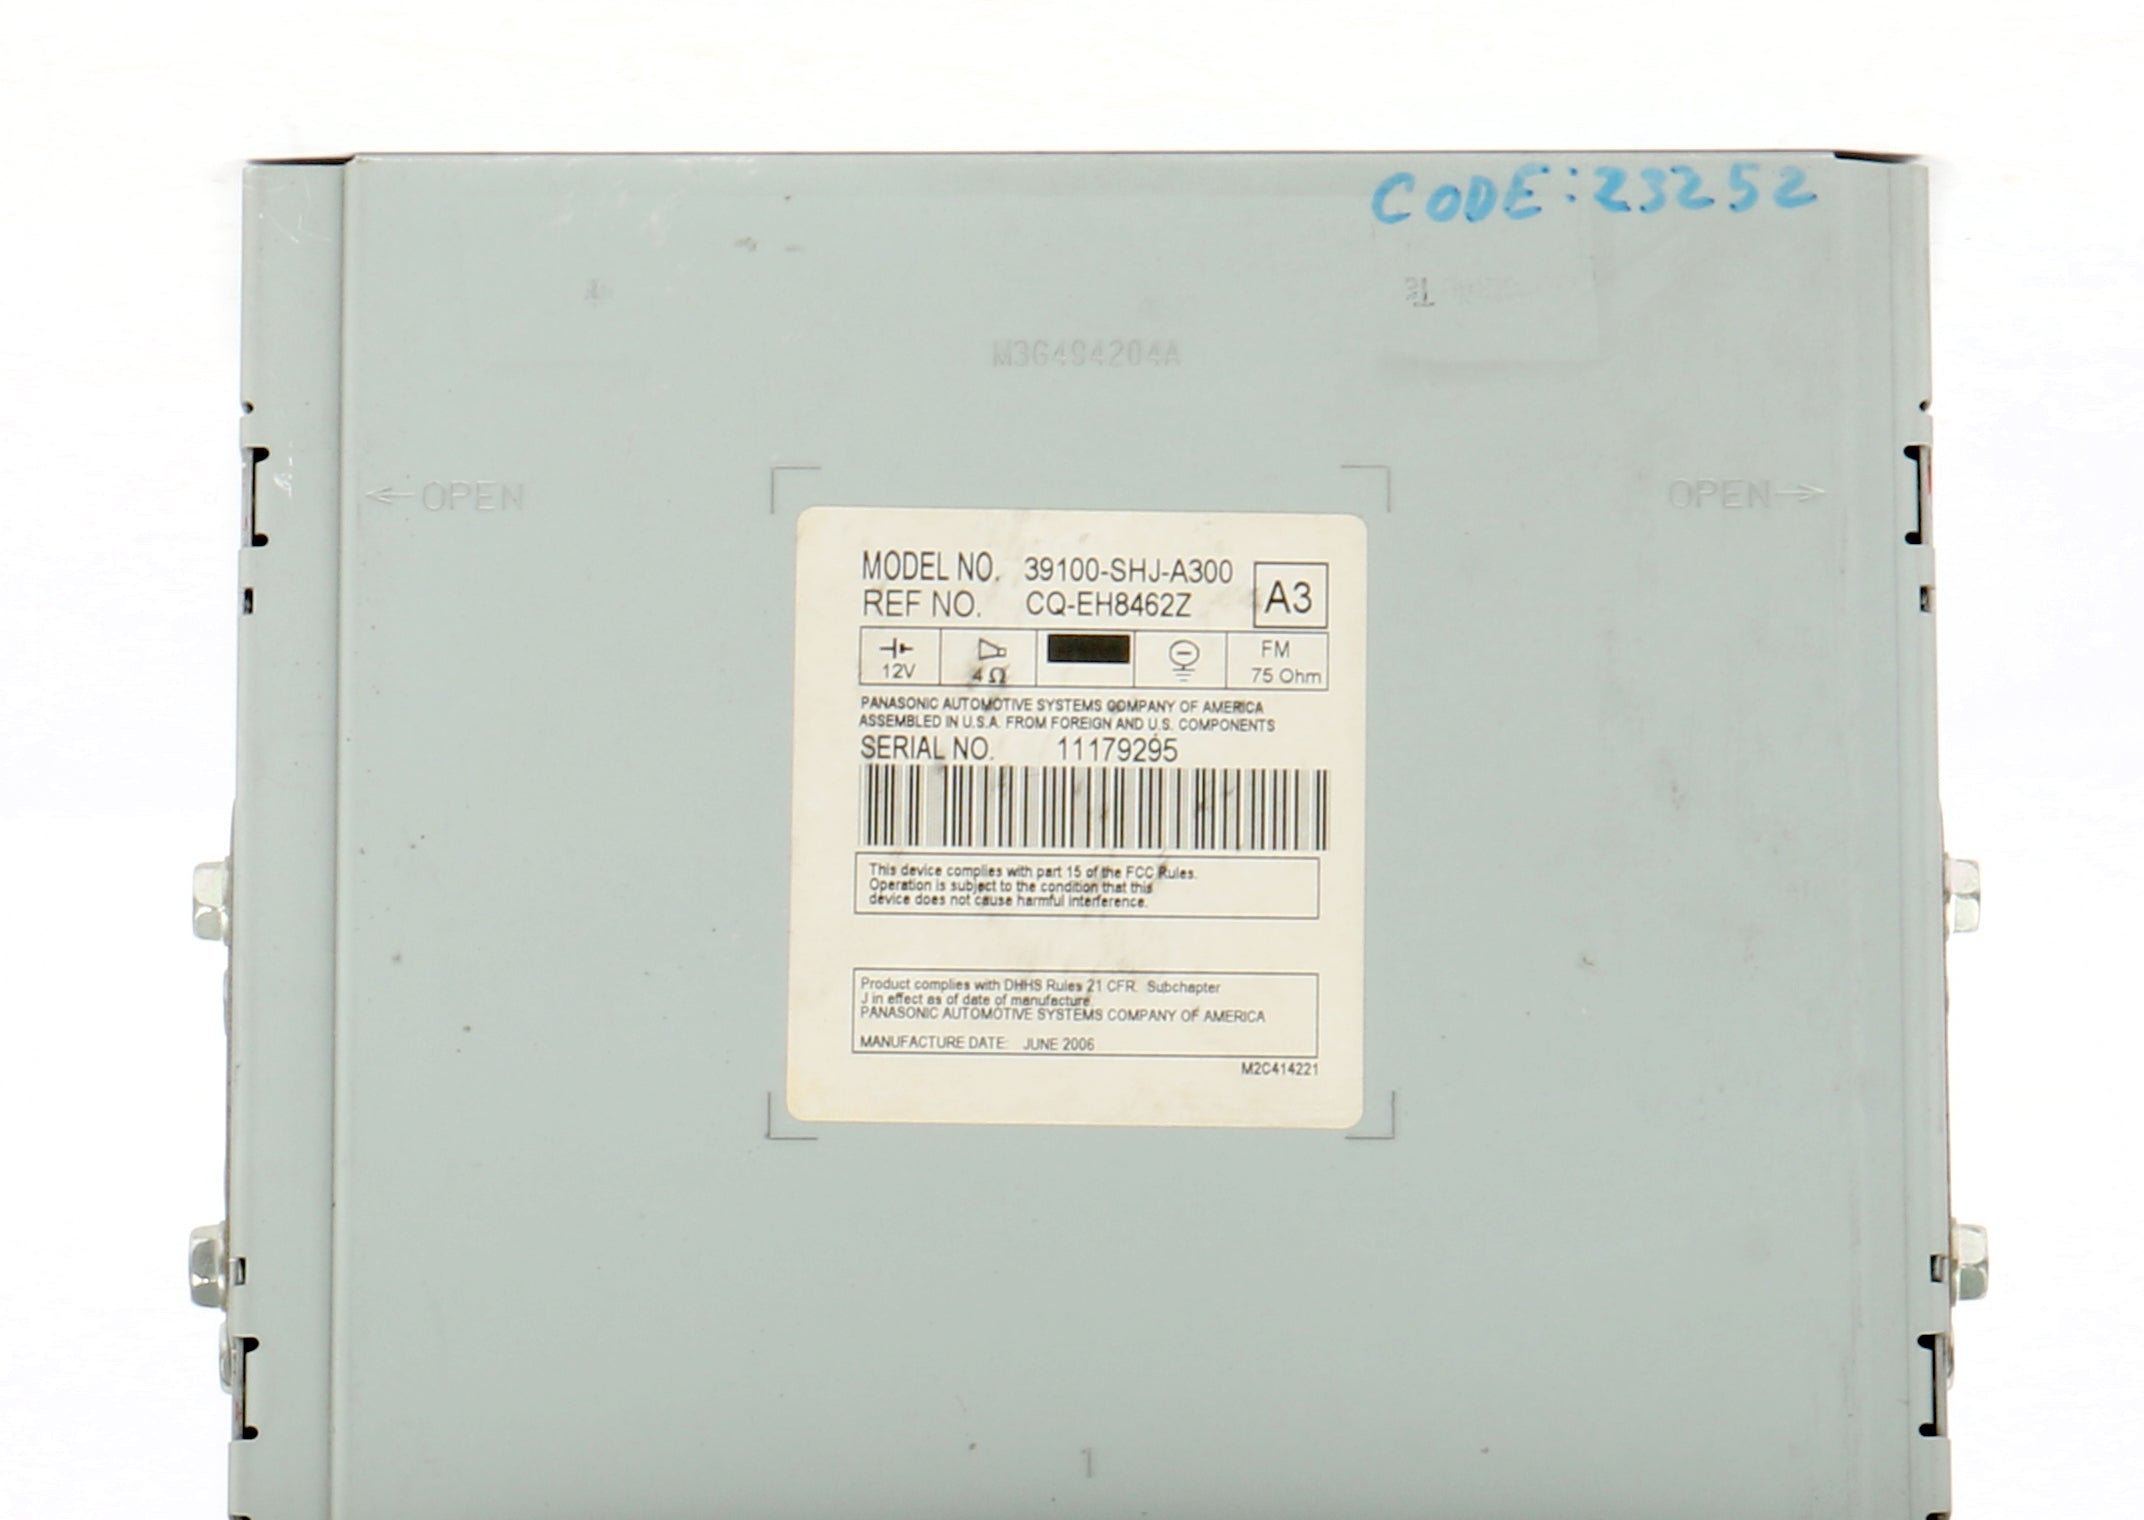 CODE:23252
M36494204A
←OPEN
OPEN→
MODEL NO. 39100-SHJ-A300
REF NO. CQ-EH8462Z
A3
12V
4 Ω
FM
75 Ohm
PANASONIC AUTOMOTIVE SYSTEMS COMPANY OF AMERICA
ASSEMBLED IN U.S.A. FROM FOREIGN AND U.S. COMPONENTS
SERIAL NO. 11179295
This device complies with part 15 of the FCC Rules.
Operation is subject to the condition that this
device does not cause harmful interference.
Product complies with DHHS Rules 21 CFR. Subchapter
J in effect as of date of manufacture.
PANASONIC AUTOMOTIVE SYSTEMS COMPANY OF AMERICA
MANUFACTURE DATE: JUNE 2006
M2C414221
1